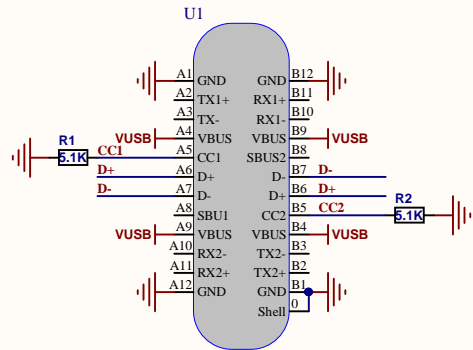 U1
A1 GND GND B12
A2 TX1+ RX1+ B11
A3 TX- RX1- B10
VUSB A4 VBUS VBUS B9 VUSB
R1 5.1K CC1 A5 CC1 SBUS2 B8
D+ A6 D+ D- B7 D-
D- A7 D- D+ B6 D+
A8 SBU1 CC2 B5 CC2 R2 5.1K
VUSB A9 VBUS VBUS B4 VUSB
A10 RX2- TX2- B3
A11 RX2+ TX2+ B2
A12 GND GND B1
Shell 0